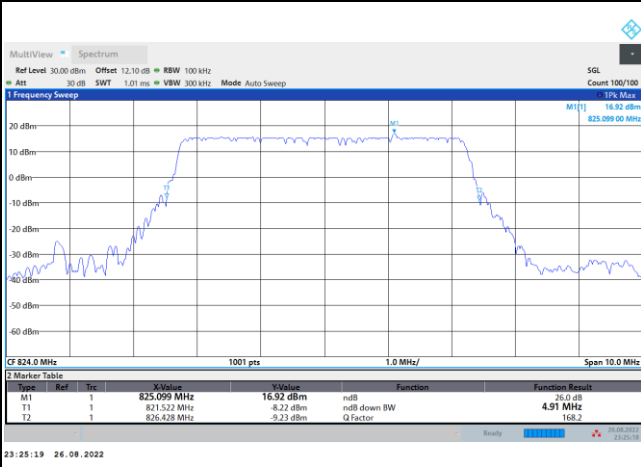 MultiView Spectrum
Ref Level 30.00 dBm Offset 12.10 dB RBW 100 kHz SGL
Att 30 dB SWT 1.01 ms VBW 300 kHz Mode Auto Sweep Count 100/100
1 Frequency Sweep 1Pk Max
M1[1] 16.92 dBm
825.099 00 MHz
M1
20 dBm
10 dBm
0 dBm
T1
T2
-10 dBm
-20 dBm
-30 dBm
-40 dBm
-50 dBm
-60 dBm
CF 824.0 MHz 1001 pts 1.0 MHz/ Span 10.0 MHz
2 Marker Table
Type Ref Trc X-Value Y-Value Function Function Result
M1 1 825.099 MHz 16.92 dBm ndB 26.0 dB
T1 1 821.522 MHz -8.22 dBm ndB down BW 4.91 MHz
T2 1 826.428 MHz -9.23 dBm Q Factor 168.2
Ready 26.08.2022
23:25:18
23:25:19 26.08.2022